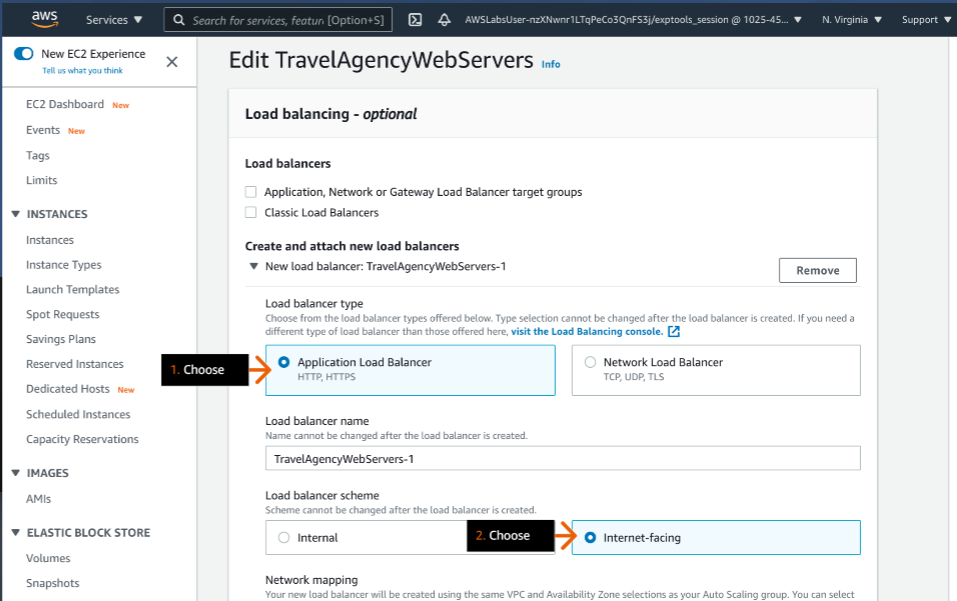 aws
Services ▼
Search for services, featur [Option+S]
AWSLabsUser-nzXNwnr1LTqPeCo3QnFS3j/exptools_session @ 1025-45... ▼
N. Virginia ▼
Support ▼
New EC2 Experience
Tell us what you think
EC2 Dashboard New
Events New
Tags
Limits
▼ INSTANCES
Instances
Instance Types
Launch Templates
Spot Requests
Savings Plans
Reserved Instances
Dedicated Hosts New
Scheduled Instances
Capacity Reservations
▼ IMAGES
AMIs
▼ ELASTIC BLOCK STORE
Volumes
Snapshots
Edit TravelAgencyWebServers Info
Load balancing - optional
Load balancers
Application, Network or Gateway Load Balancer target groups
Classic Load Balancers
Create and attach new load balancers
▼ New load balancer: TravelAgencyWebServers-1
Remove
Load balancer type
Choose from the load balancer types offered below. Type selection cannot be changed after the load balancer is created. If you need a
different type of load balancer than those offered here, visit the Load Balancing console.
1. Choose
Application Load Balancer
HTTP, HTTPS
Network Load Balancer
TCP, UDP, TLS
Load balancer name
Name cannot be changed after the load balancer is created.
TravelAgencyWebServers-1
Load balancer scheme
Scheme cannot be changed after the load balancer is created.
Internal
2. Choose
Internet-facing
Network mapping
Your new load balancer will be created using the same VPC and Availability Zone selections as your Auto Scaling group. You can select